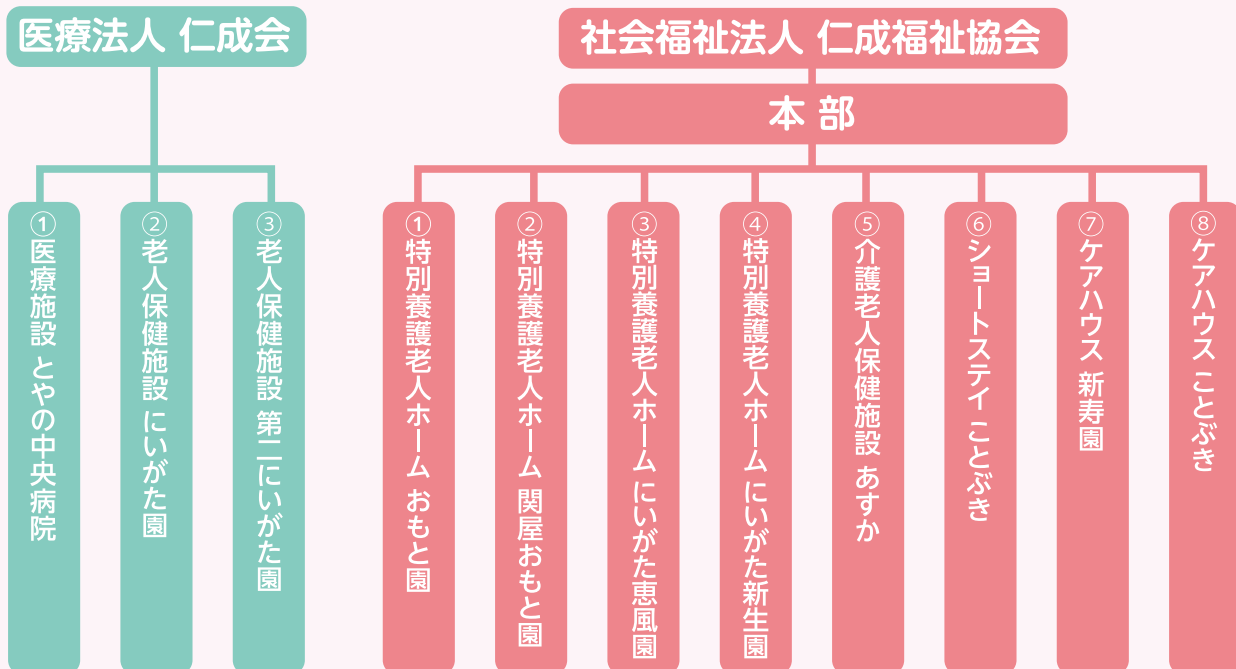 医療法人 仁成会
①医療施設 とやの中央病院
②老人保健施設 にいがた園
③老人保健施設 第二にいがた園
社会福祉法人 仁成福祉協会
本部
①特別養護老人ホーム おもと園
②特別養護老人ホーム 関屋おもと園
③特別養護老人ホーム にいがた恵風園
④特別養護老人ホーム にいがた新生園
⑤介護老人保健施設 あすか
⑥ショートステイ ことぶき
⑦ケアハウス 新寿園
⑧ケアハウス ことぶき